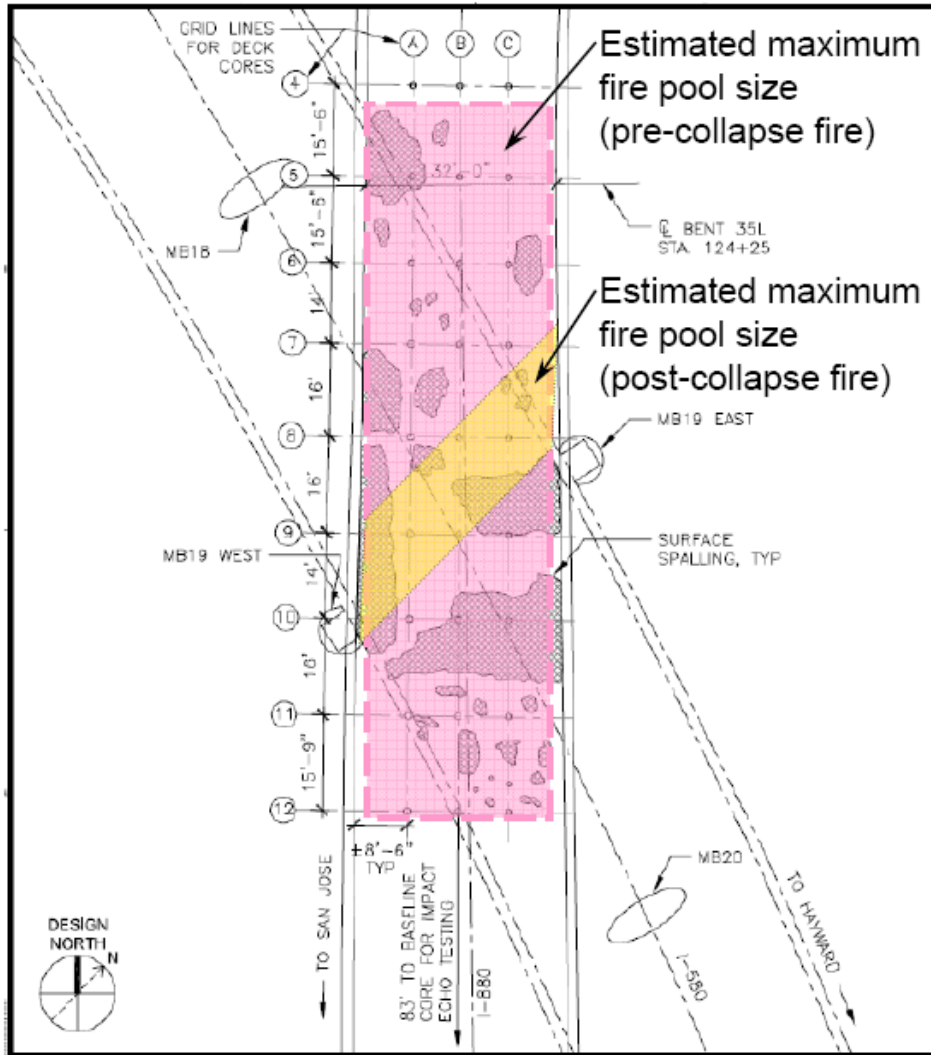 GRID LINES
FOR DECK
CORES
A B C
Estimated maximum
fire pool size
(pre-collapse fire)
4
15'-6"
32'-0"
5
℄ BENT 35L
STA. 124+25
MB18
15'-6"
6
Estimated maximum
fire pool size
(post-collapse fire)
14'
7
16'
8
MB19 EAST
16'
9
SURFACE
SPALLING, TYP
MB19 WEST
14'
10
16'
11
15'-9"
12
±8'-6"
TYP
MB20
DESIGN
NORTH
N
TO SAN JOSE
83' TO BASELINE
CORE FOR IMPACT
ECHO TESTING
I-880
I-580
TO HAYWARD